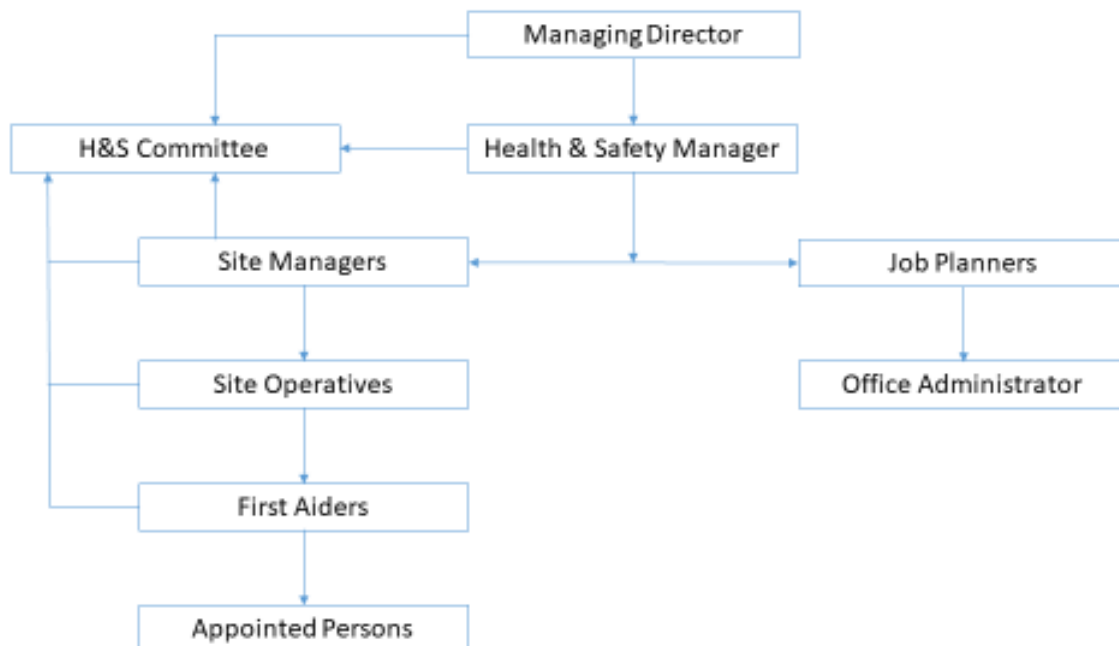 Managing Director
H&S Committee
Health & Safety Manager
Site Managers
Job Planners
Site Operatives
Office Administrator
First Aiders
Appointed Persons